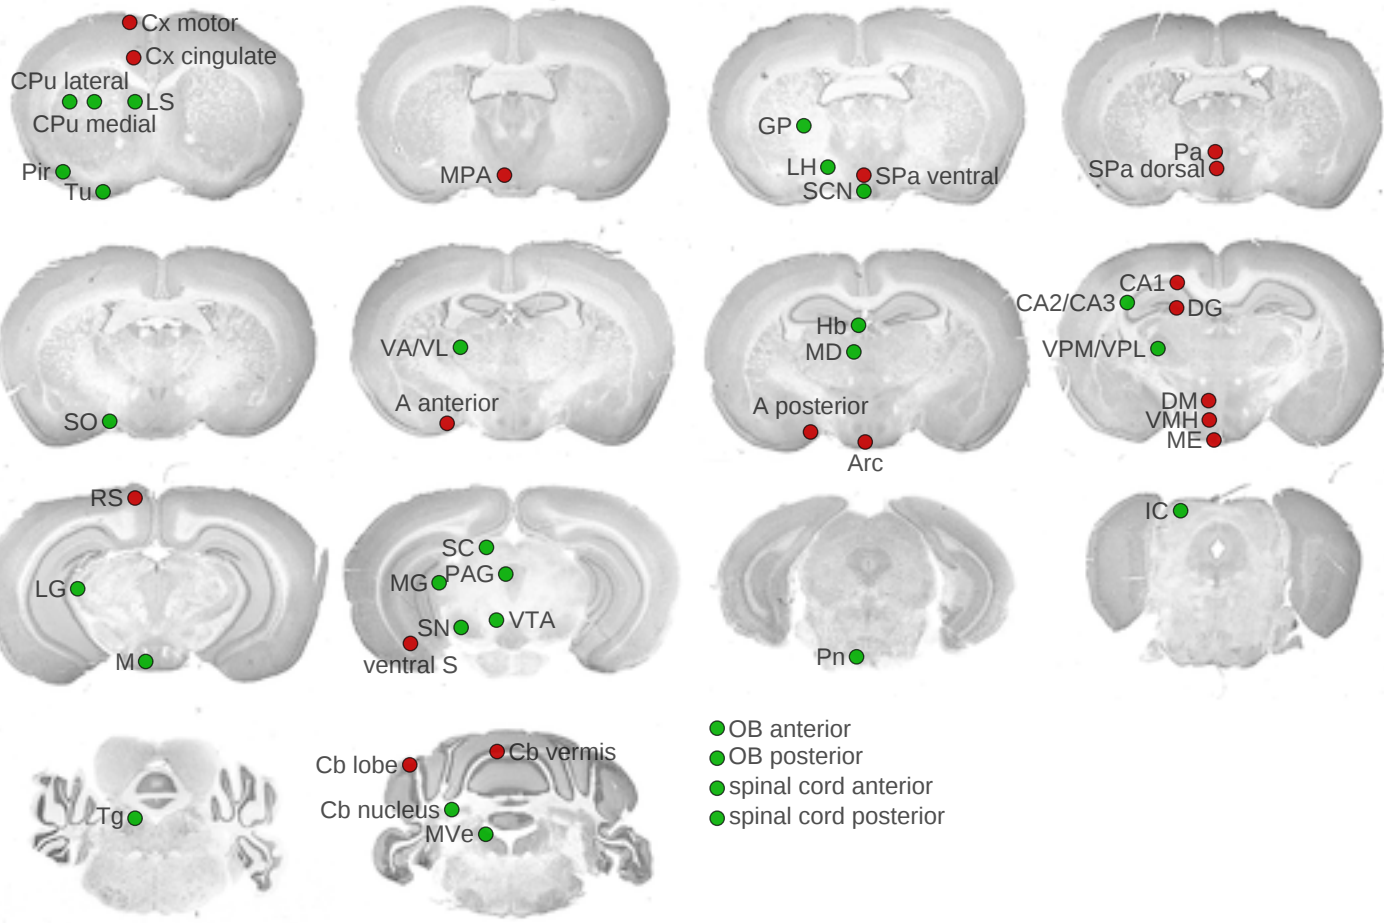 Cx motor
Cx cingulate
CPu lateral
LS
CPu medial
Pir
Tu
MPA
GP
LH
SPa ventral
SCN
Pa
SPa dorsal
SO
VA/VL
A anterior
Hb
MD
A posterior
Arc
CA1
CA2/CA3
DG
VPM/VPL
DM
VMH
ME
RS
LG
M
SC
MG
PAG
SN
VTA
ventral S
Pn
IC
Tg
Cb lobe
Cb vermis
Cb nucleus
MVe
OB anterior
OB posterior
spinal cord anterior
spinal cord posterior